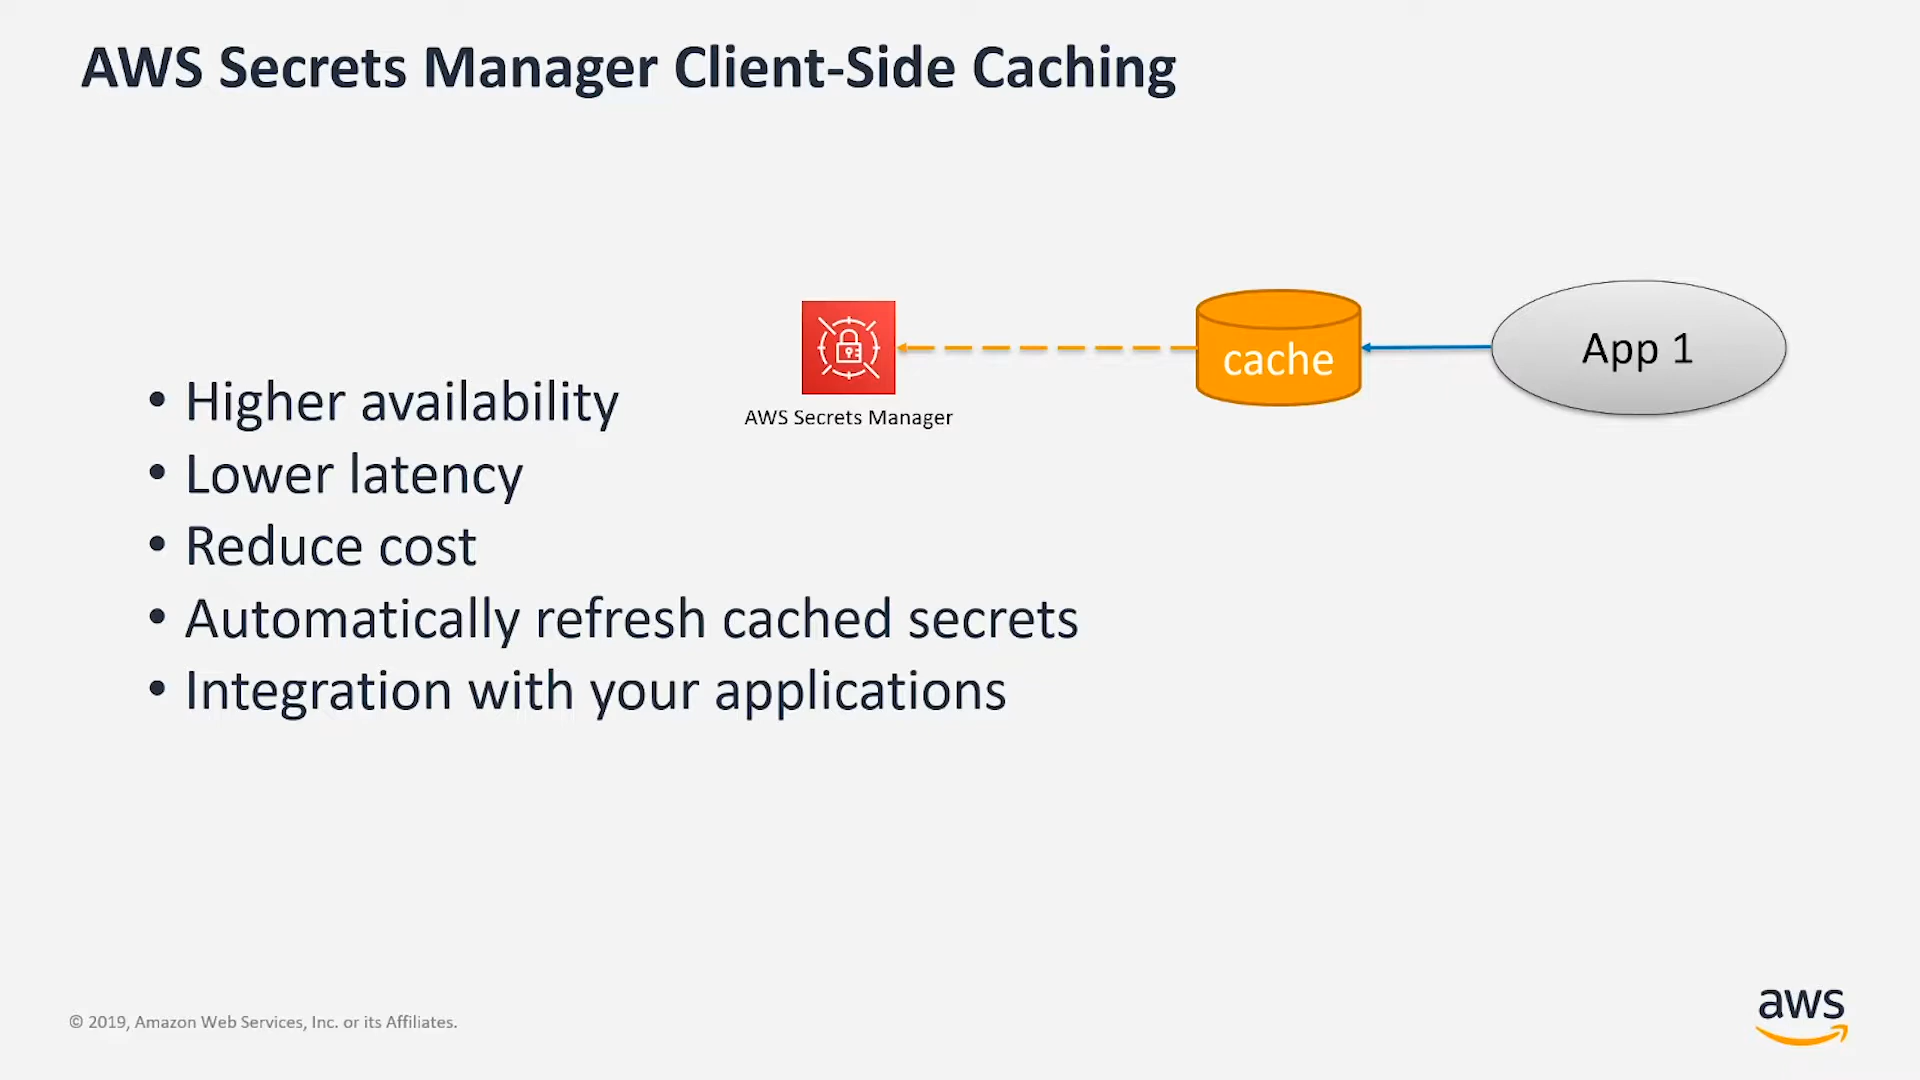 AWS Secrets Manager Client-Side Caching
cache
App 1
AWS Secrets Manager
• Higher availability
• Lower latency
• Reduce cost
• Automatically refresh cached secrets
• Integration with your applications
© 2019, Amazon Web Services, Inc. or its Affiliates.
aws